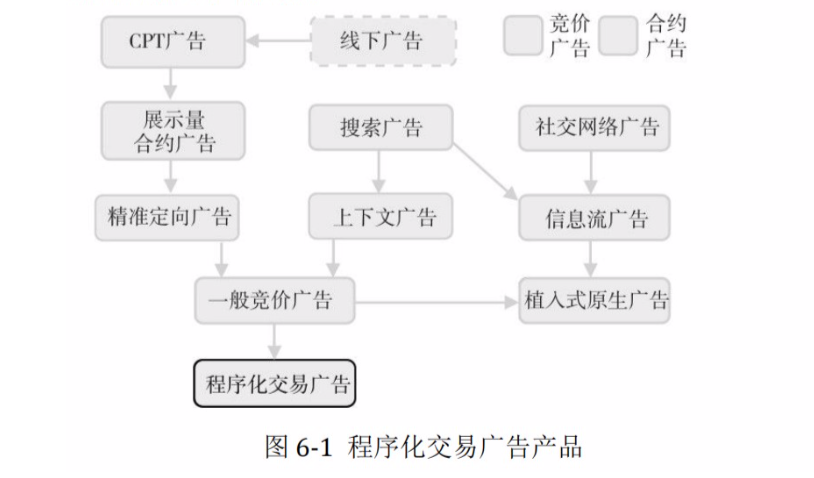 CPT广告
线下广告
竞价
广告
合约
广告
展示量
合约广告
搜索广告
社交网络广告
精准定向广告
上下文广告
信息流广告
一般竞价广告
植入式原生广告
程序化交易广告
图 6-1 程序化交易广告产品